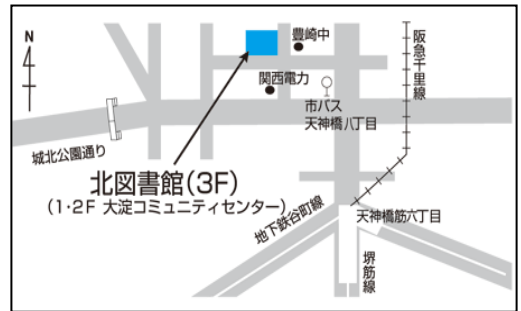 N
豊崎中
関西電力
市バス
天神橋八丁目
阪急千里線
城北公園通り
北図書館(3F)
(1・2F 大淀コミュニティセンター)
地下鉄谷町線
天神橋筋六丁目
堺筋線